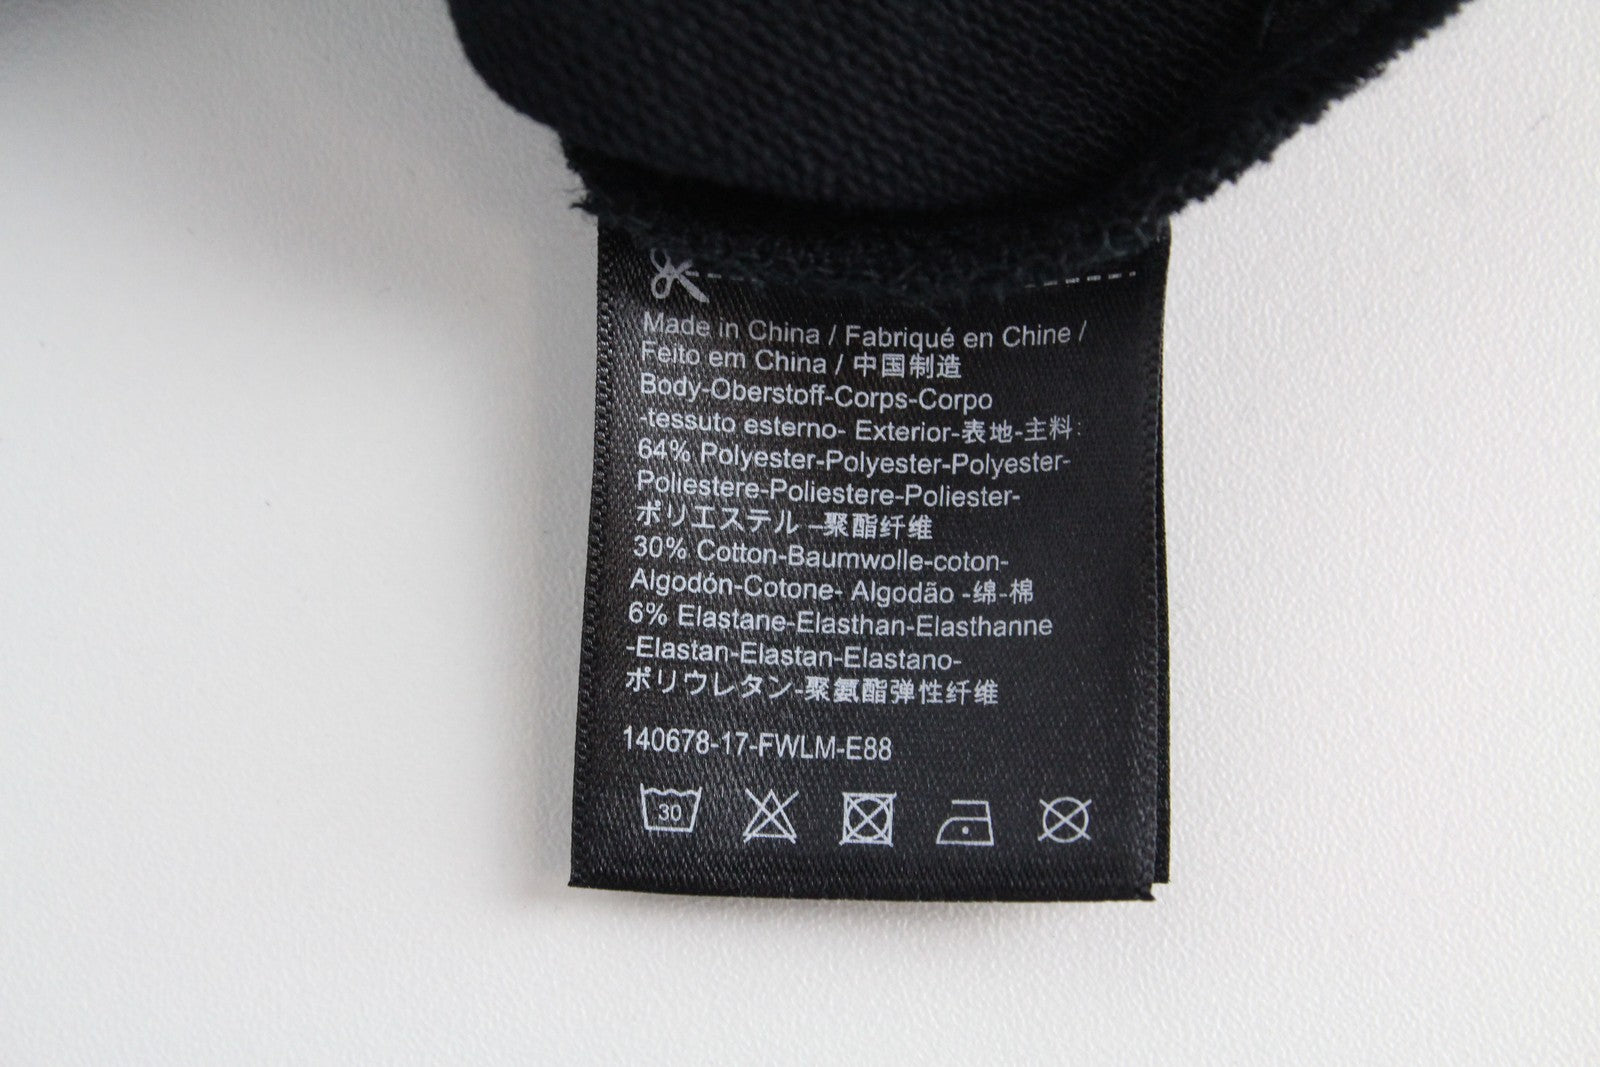 Made in China / Fabriqué en Chine /
Feito em China / 中国制造
Body-Oberstoff-Corps-Corpo
-tessuto esterno- Exterior-表地-主料:
64% Polyester-Polyester-Polyester-
Poliestere-Poliestere-Poliester-
ポリエステル –聚酯纤维
30% Cotton-Baumwolle-coton-
Algodón-Cotone- Algodão -绵-棉
6% Elastane-Elasthan-Elasthanne
-Elastan-Elastan-Elastano-
ポリウレタン-聚氨酯弹性纤维
140678-17-FWLM-E88
30